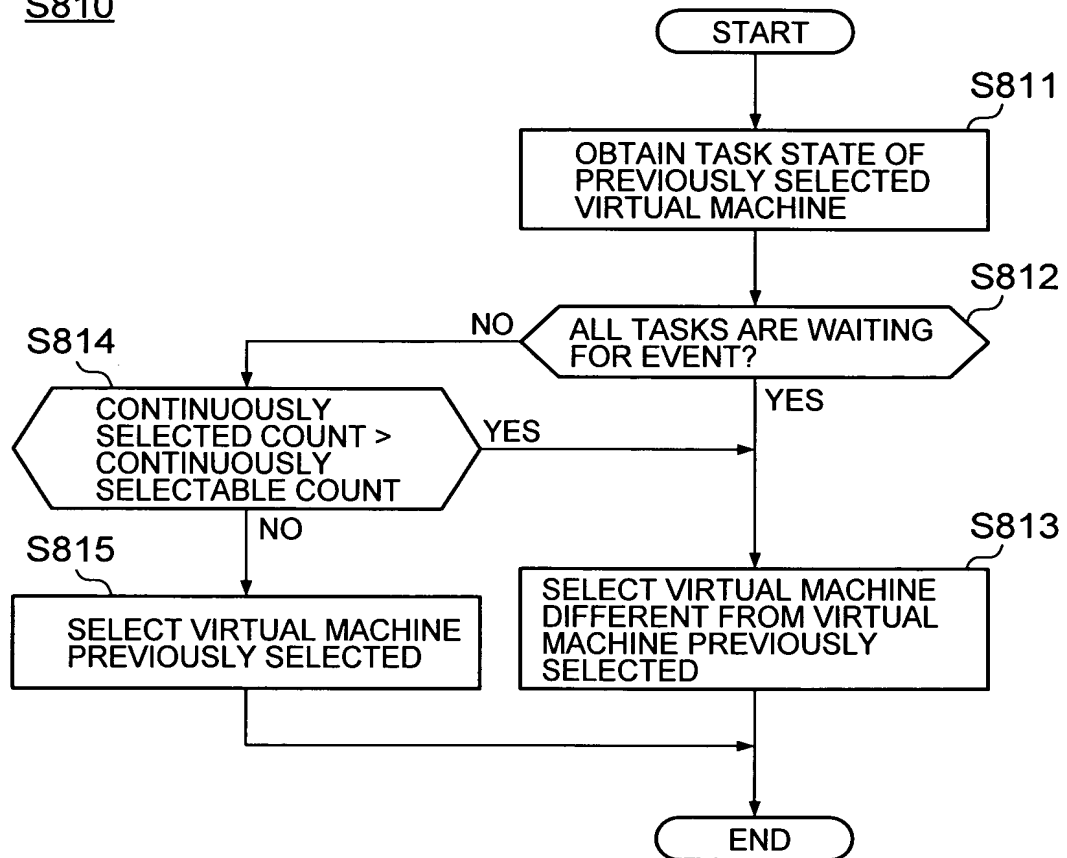 S810
START
S811
OBTAIN TASK STATE OF
PREVIOUSLY SELECTED
VIRTUAL MACHINE
S812
ALL TASKS ARE WAITING
FOR EVENT?
NO
YES
S814
CONTINUOUSLY
SELECTED COUNT >
CONTINUOUSLY
SELECTABLE COUNT
YES
NO
S815
SELECT VIRTUAL MACHINE
PREVIOUSLY SELECTED
S813
SELECT VIRTUAL MACHINE
DIFFERENT FROM VIRTUAL
MACHINE PREVIOUSLY
SELECTED
END